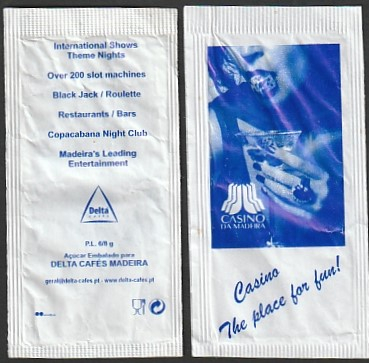 International Shows
Theme Nights
Over 200 slot machines
Black Jack / Roulette
Restaurants / Bars
Copacabana Night Club
Madeira's Leading
Entertainment
Delta
CAFÉS
P.L. 6/8 g
Açúcar Embalado para
DELTA CAFÉS MADEIRA
geral@delta-cafes.pt - www.delta-cafes.pt
CASINO
DA MADEIRA
Casino
The place for fun!